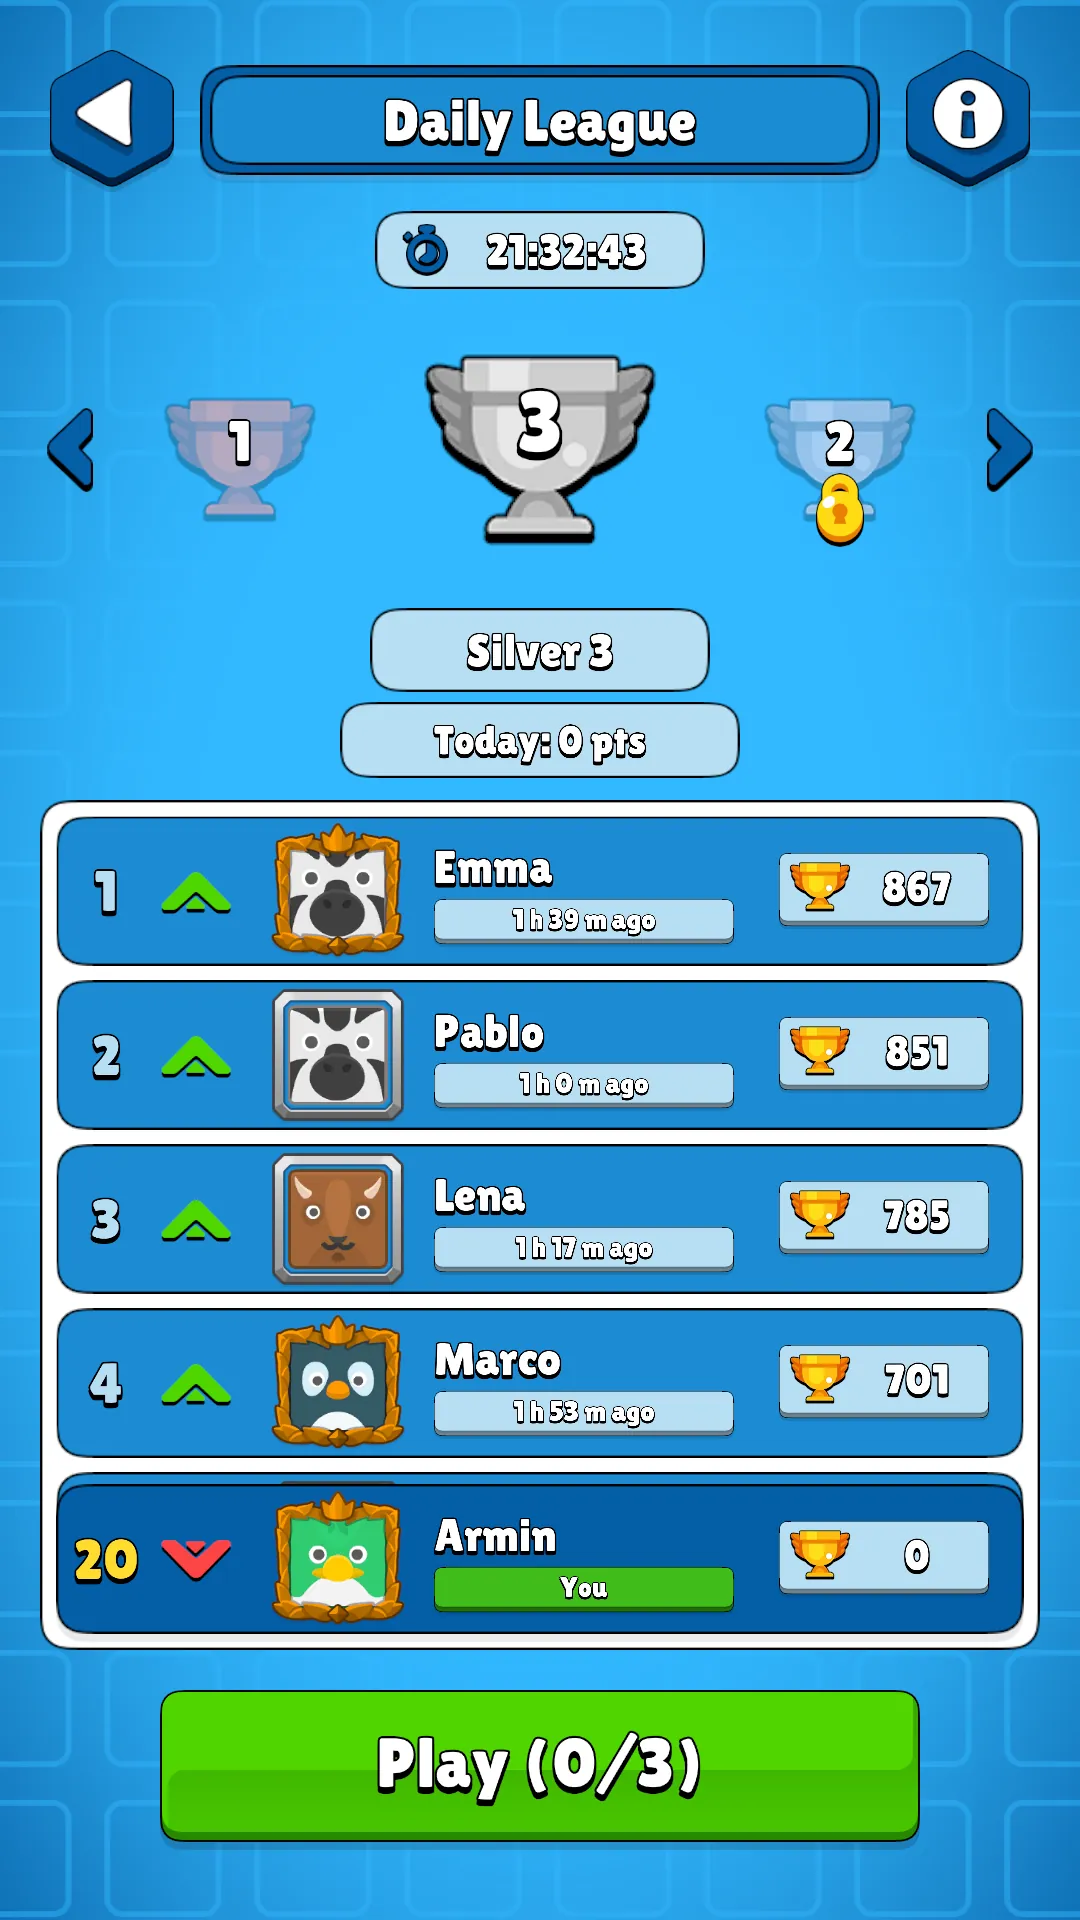 Daily League
21:32:43
1
3
2
Silver 3
Today: 0 pts
1 Emma 867
1 h 39 m ago
2 Pablo 851
1 h 0 m ago
3 Lena 785
1 h 17 m ago
4 Marco 701
1 h 53 m ago
20 Armin 0
You
Play (0/3)